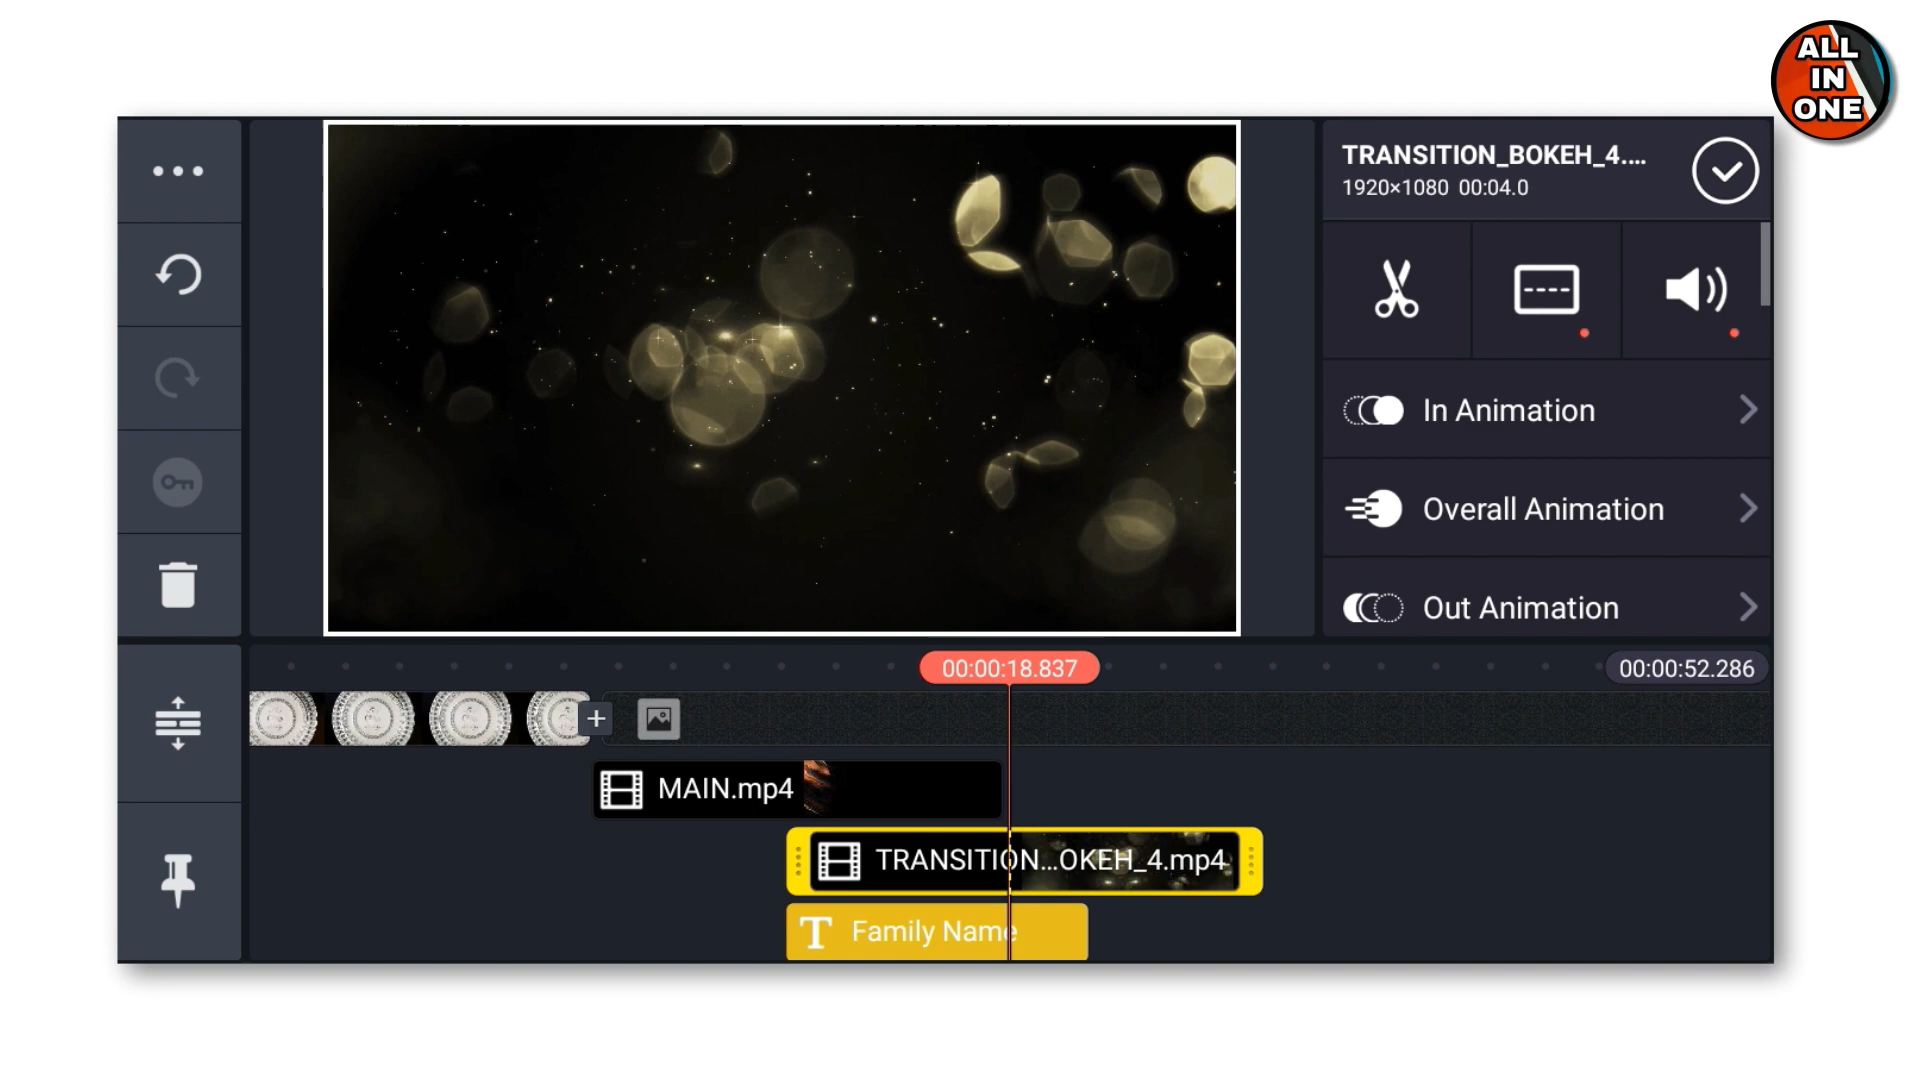 ALL
IN
ONE
TRANSITION_BOKEH_4....
1920×1080 00:04.0
In Animation
Overall Animation
Out Animation
00:00:18.837
00:00:52.286
MAIN.mp4
TRANSITION...OKEH_4.mp4
T Family Name